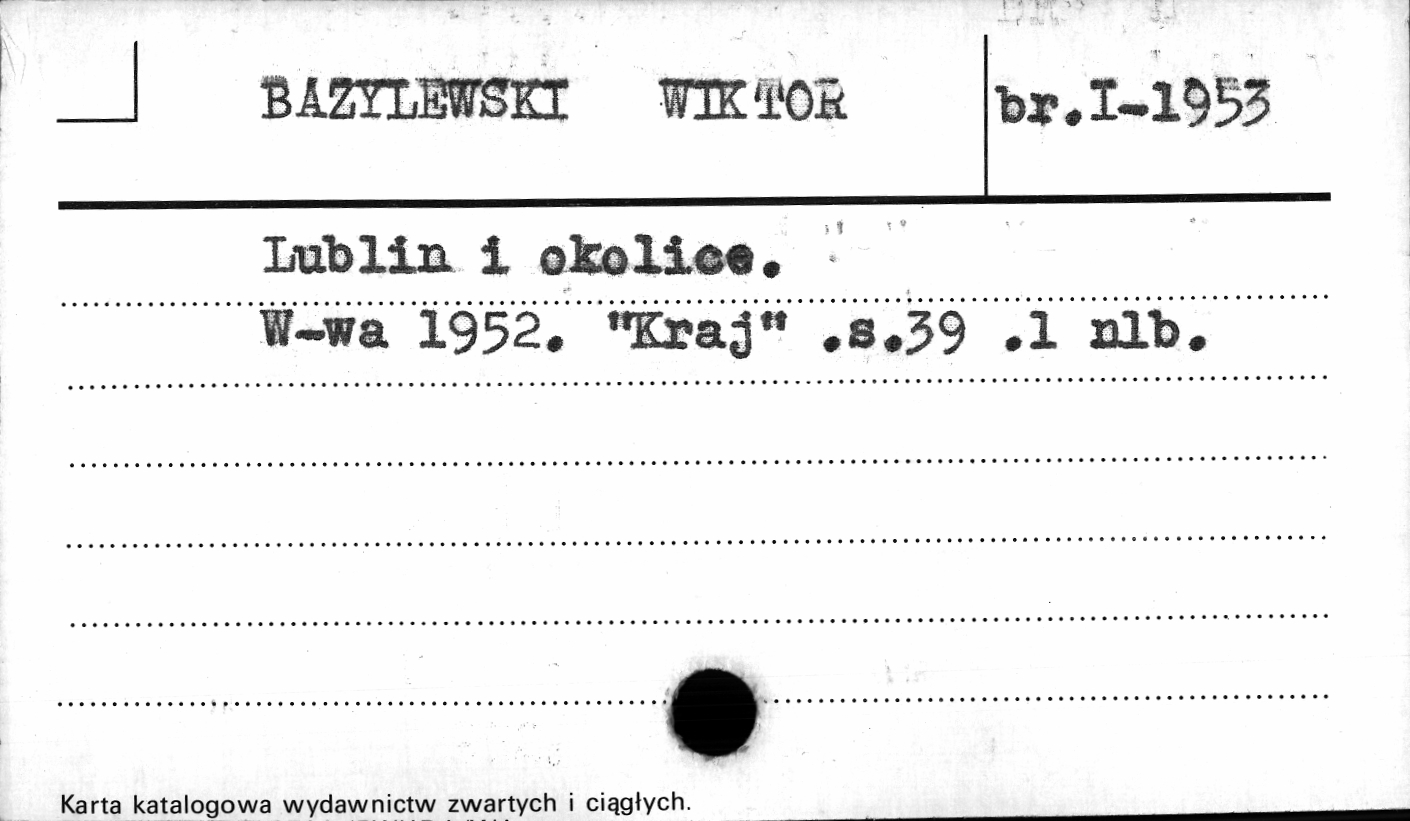 BAZYLEWSKI WIKTOR br.I-1953
Lublin i okolice.
W-wa 1952. "Kraj" .s.39 .1 nlb.
Karta katalogowa wydawnictw zwartych i ciągłych.